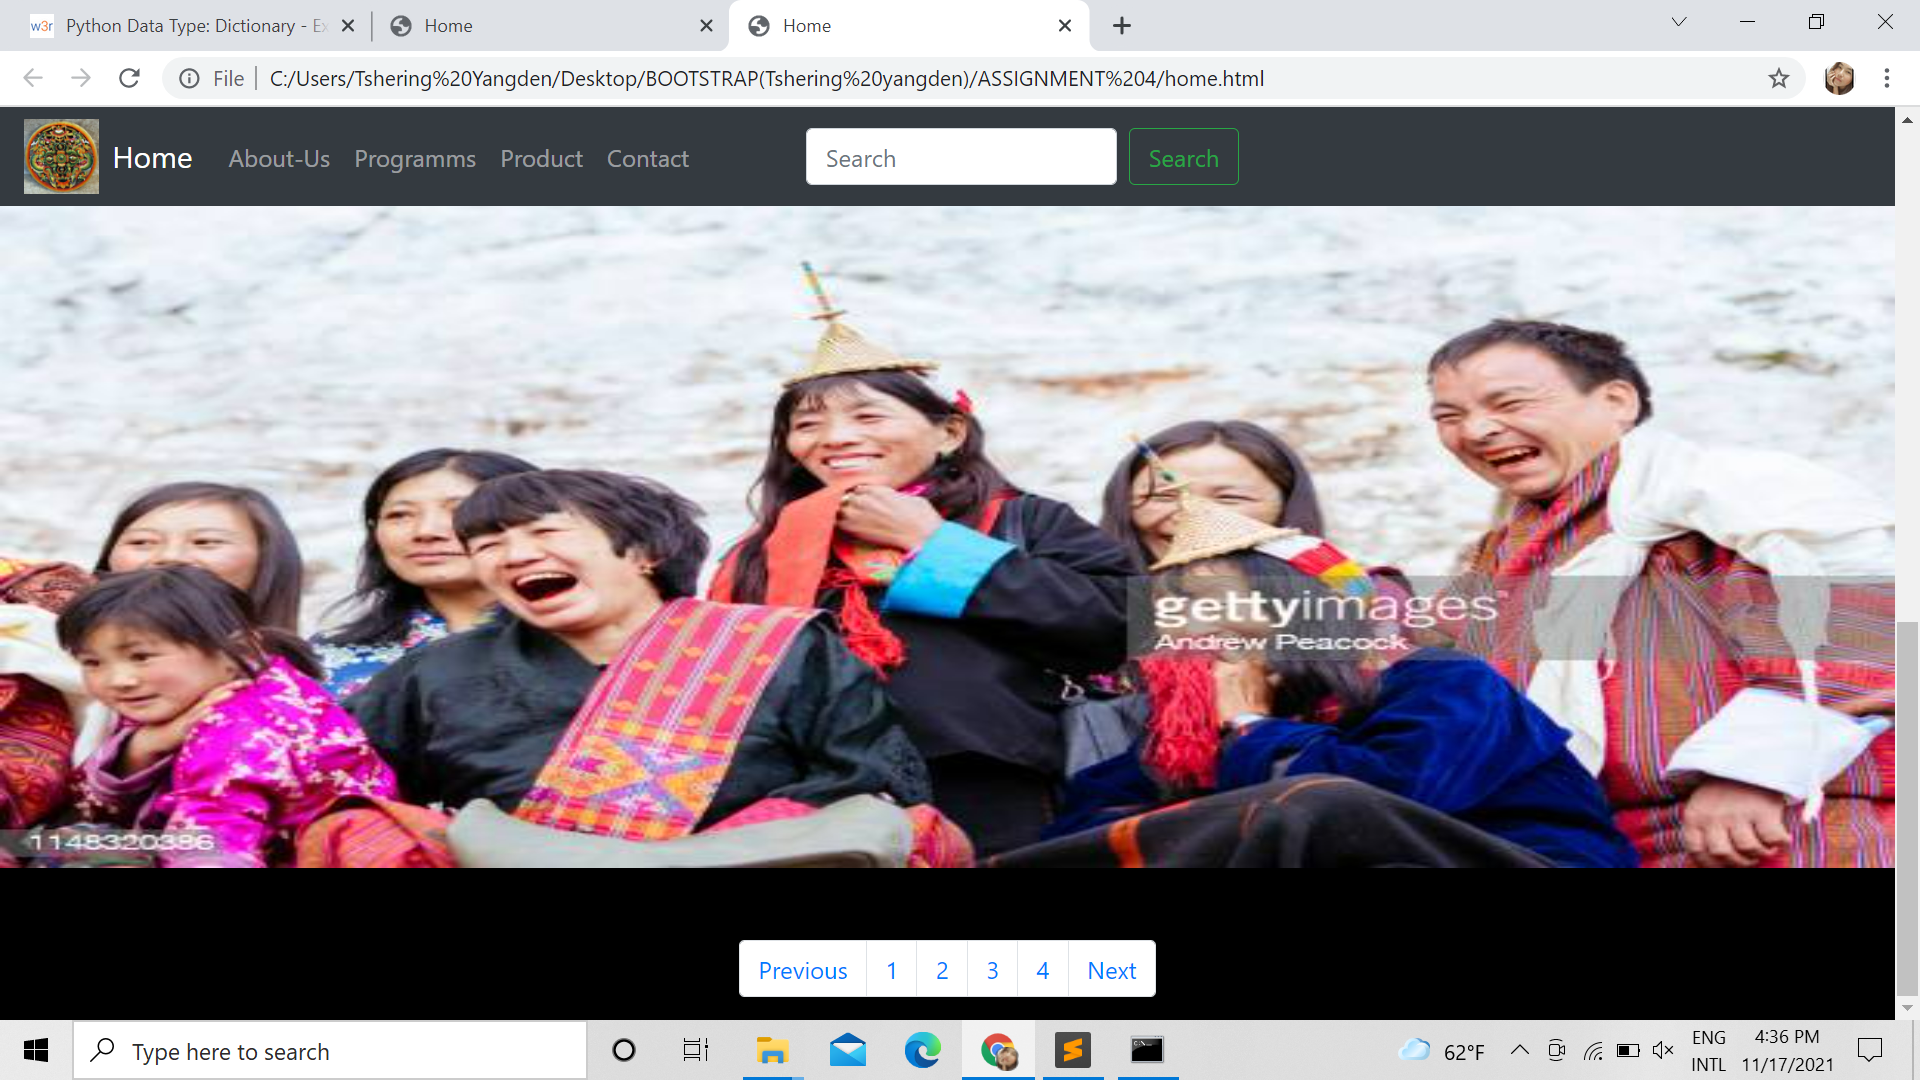 w3r Python Data Type: Dictionary - Ex
Home
Home
File C:/Users/Tshering%20Yangden/Desktop/BOOTSTRAP(Tshering%20yangden)/ASSIGNMENT%204/home.html
Home About-Us Programms Product Contact Search Search
gettyimages
Andrew Peacock
1148320386
Previous 1 2 3 4 Next
Type here to search
62°F
ENG
INTL
4:36 PM
11/17/2021